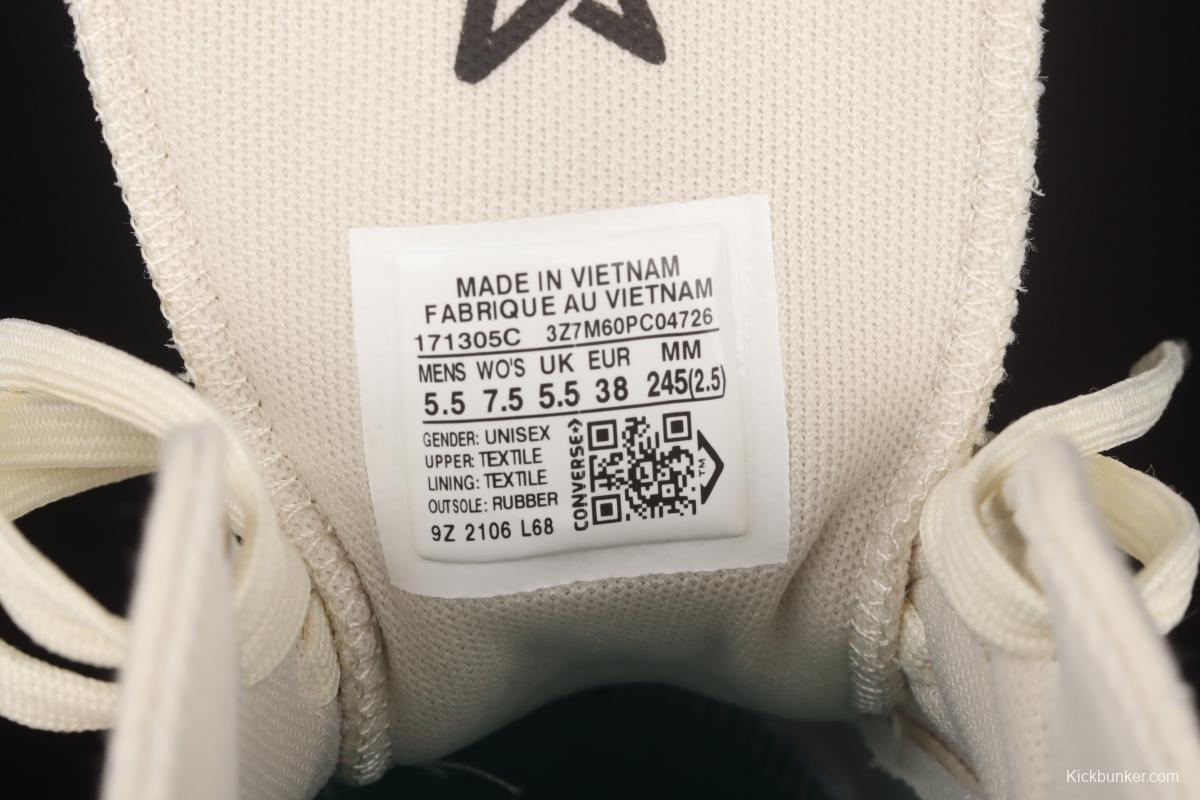 MADE IN VIETNAM
FABRIQUE AU VIETNAM
171305C 3Z7M60PC04726
MENS WO'S UK EUR MM
5.5 7.5 5.5 38 245(2.5)
GENDER: UNISEX
UPPER: TEXTILE
LINING: TEXTILE
OUTSOLE: RUBBER
9Z 2106 L68
CONVERSE
TM
Kickbunker.com